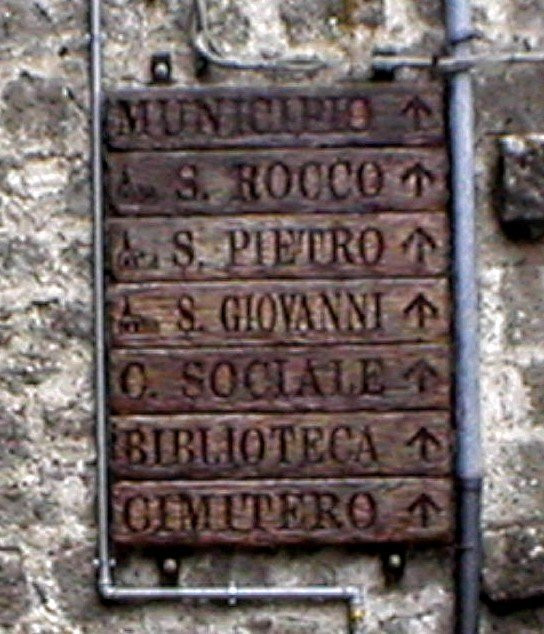 MUNICIPIO ↑
S. ROCCO ↑
S. PIETRO ↑
S. GIOVANNI ↑
C. SOCIALE ↑
BIBLIOTECA ↑
CIMITERO ↑